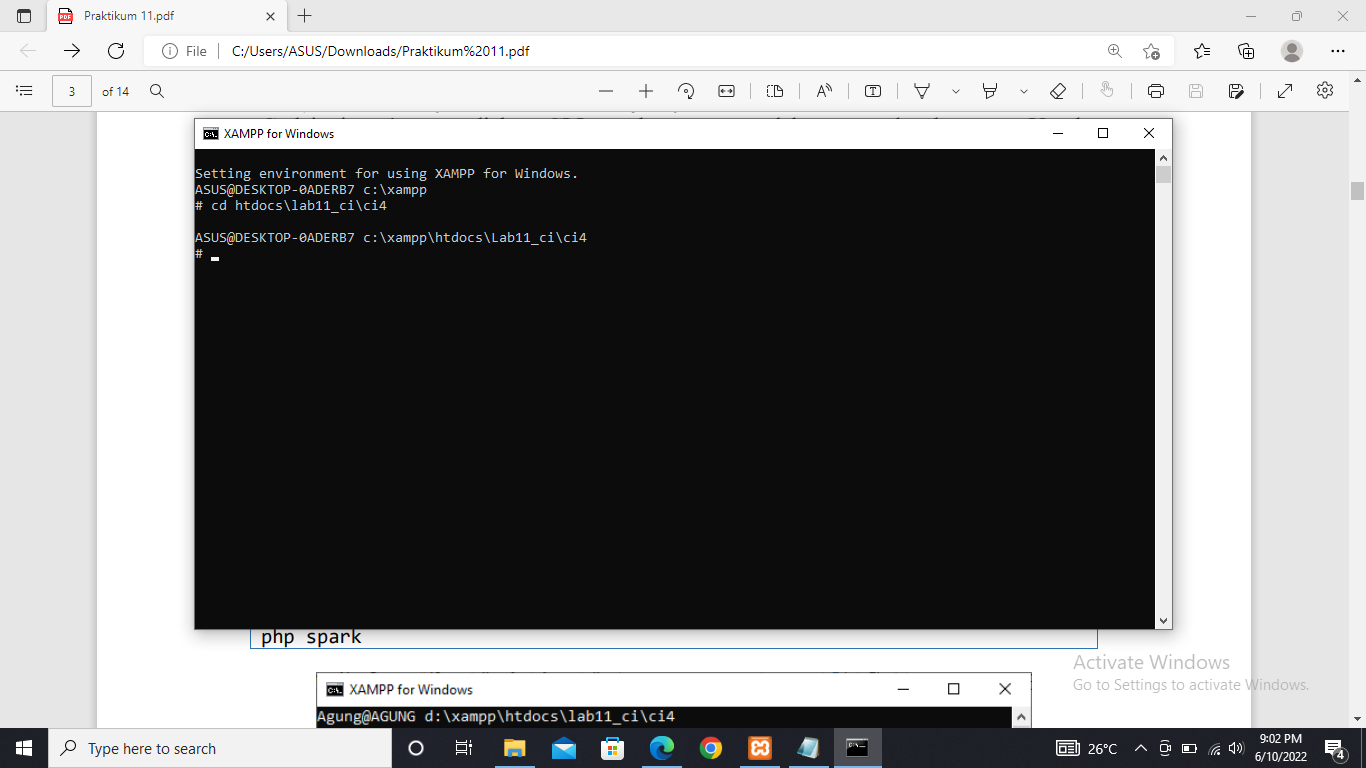 Praktikum 11.pdf
File
C:/Users/ASUS/Downloads/Praktikum%2011.pdf
3 of 14
XAMPP for Windows
Setting environment for using XAMPP for Windows.
ASUS@DESKTOP-0ADERB7 c:\xampp
# cd htdocs\lab11_ci\ci4
ASUS@DESKTOP-0ADERB7 c:\xampp\htdocs\Lab11_ci\ci4
#
php spark
XAMPP for Windows
Agung@AGUNG d:\xampp\htdocs\lab11_ci\ci4
Activate Windows
Go to Settings to activate Windows.
Type here to search
26°C
9:02 PM
6/10/2022
4